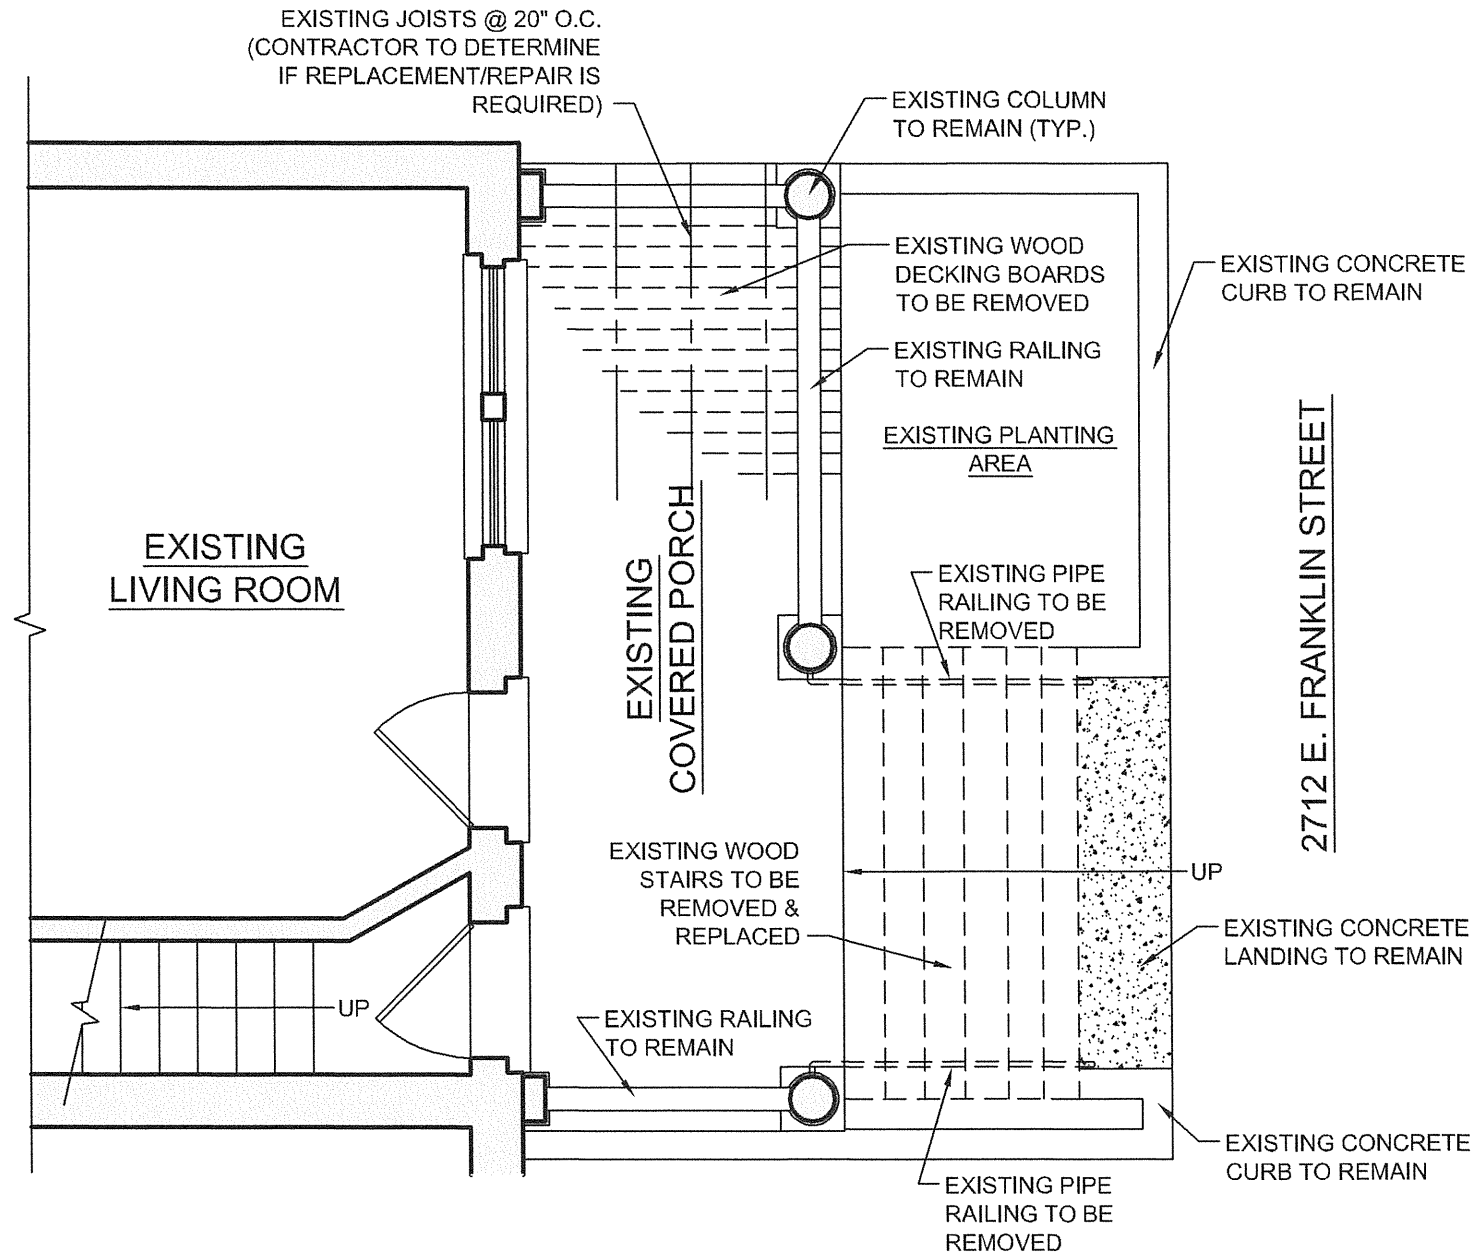 EXISTING JOISTS @ 20" O.C.
(CONTRACTOR TO DETERMINE
IF REPLACEMENT/REPAIR IS
REQUIRED)
EXISTING COLUMN
TO REMAIN (TYP.)
EXISTING WOOD
DECKING BOARDS
TO BE REMOVED
EXISTING CONCRETE
CURB TO REMAIN
EXISTING RAILING
TO REMAIN
EXISTING PLANTING
AREA
2712 E. FRANKLIN STREET
EXISTING
LIVING ROOM
EXISTING
COVERED PORCH
EXISTING PIPE
RAILING TO BE
REMOVED
EXISTING WOOD
STAIRS TO BE
REMOVED &
REPLACED
UP
EXISTING CONCRETE
LANDING TO REMAIN
UP
EXISTING RAILING
TO REMAIN
EXISTING CONCRETE
CURB TO REMAIN
EXISTING PIPE
RAILING TO BE
REMOVED